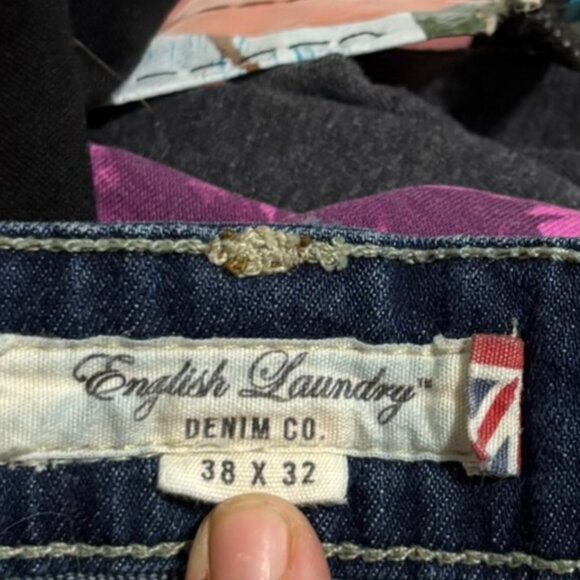 English Laundry™
DENIM CO.
38 X 32